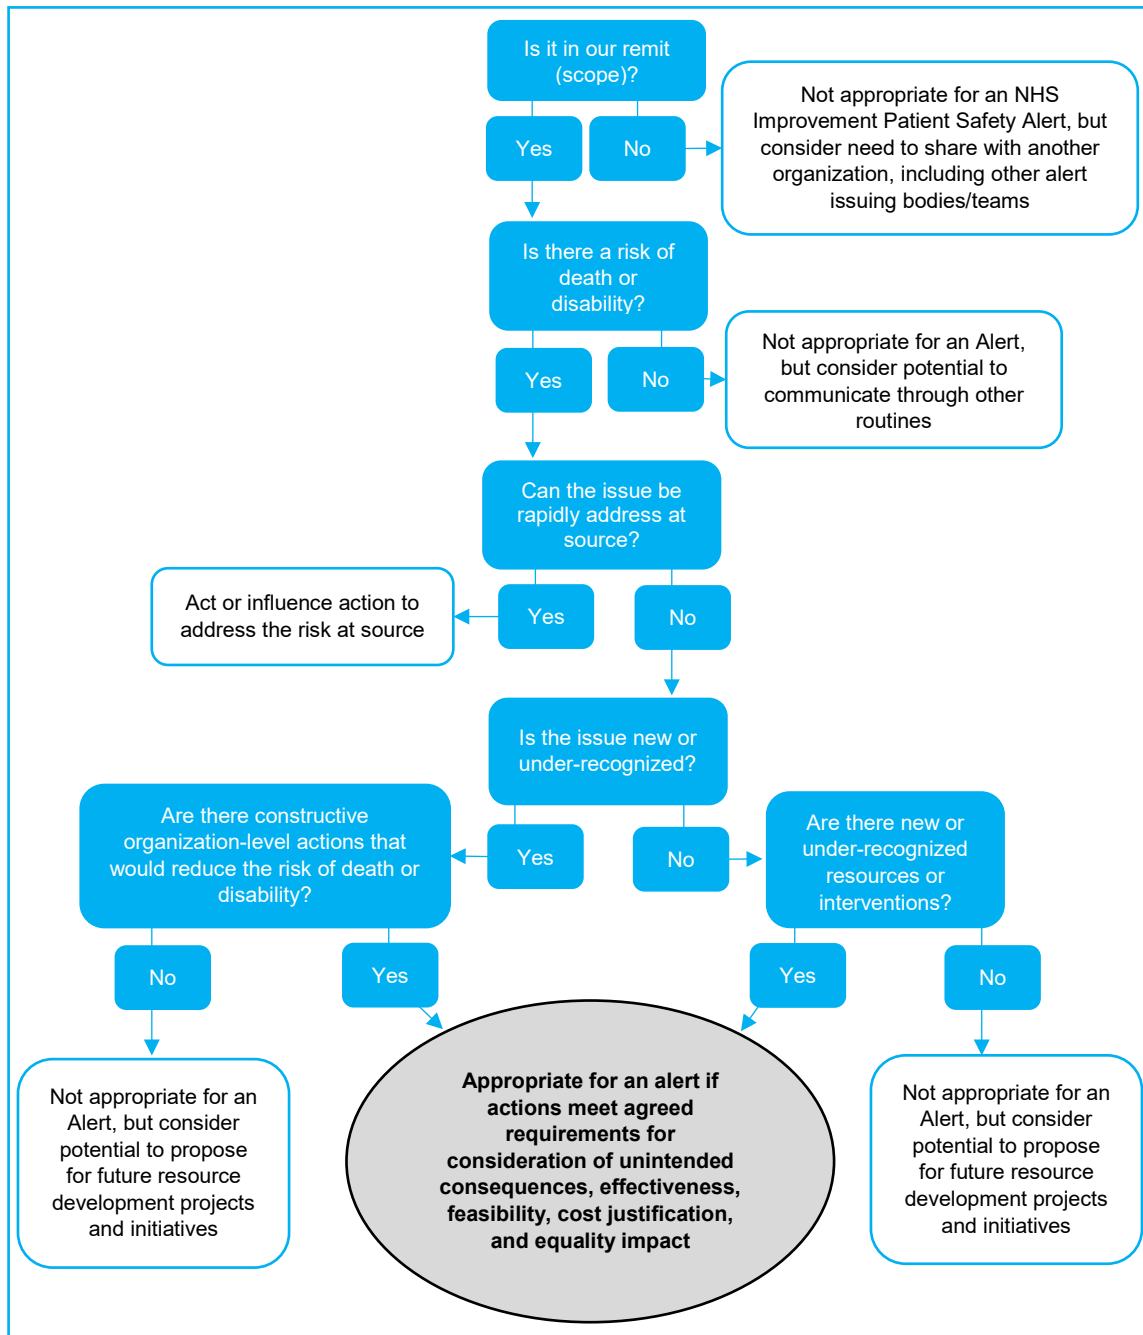 Is it in our remit
(scope)?
Yes
No
Not appropriate for an NHS
Improvement Patient Safety Alert, but
consider need to share with another
organization, including other alert
issuing bodies/teams
Is there a risk of
death or
disability?
Yes
No
Not appropriate for an Alert,
but consider potential to
communicate through other
routines
Can the issue be
rapidly address at
source?
Act or influence action to
address the risk at source
Yes
No
Is the issue new or
under-recognized?
Are there constructive
organization-level actions that
would reduce the risk of death or
disability?
Yes
No
Are there new or
under-recognized
resources or
interventions?
No
Yes
Yes
No
Not appropriate for an
Alert, but consider
potential to propose
for future resource
development projects
and initiatives
Appropriate for an alert if
actions meet agreed
requirements for
consideration of unintended
consequences, effectiveness,
feasibility, cost justification,
and equality impact
Not appropriate for an
Alert, but consider
potential to propose
for future resource
development projects
and initiatives